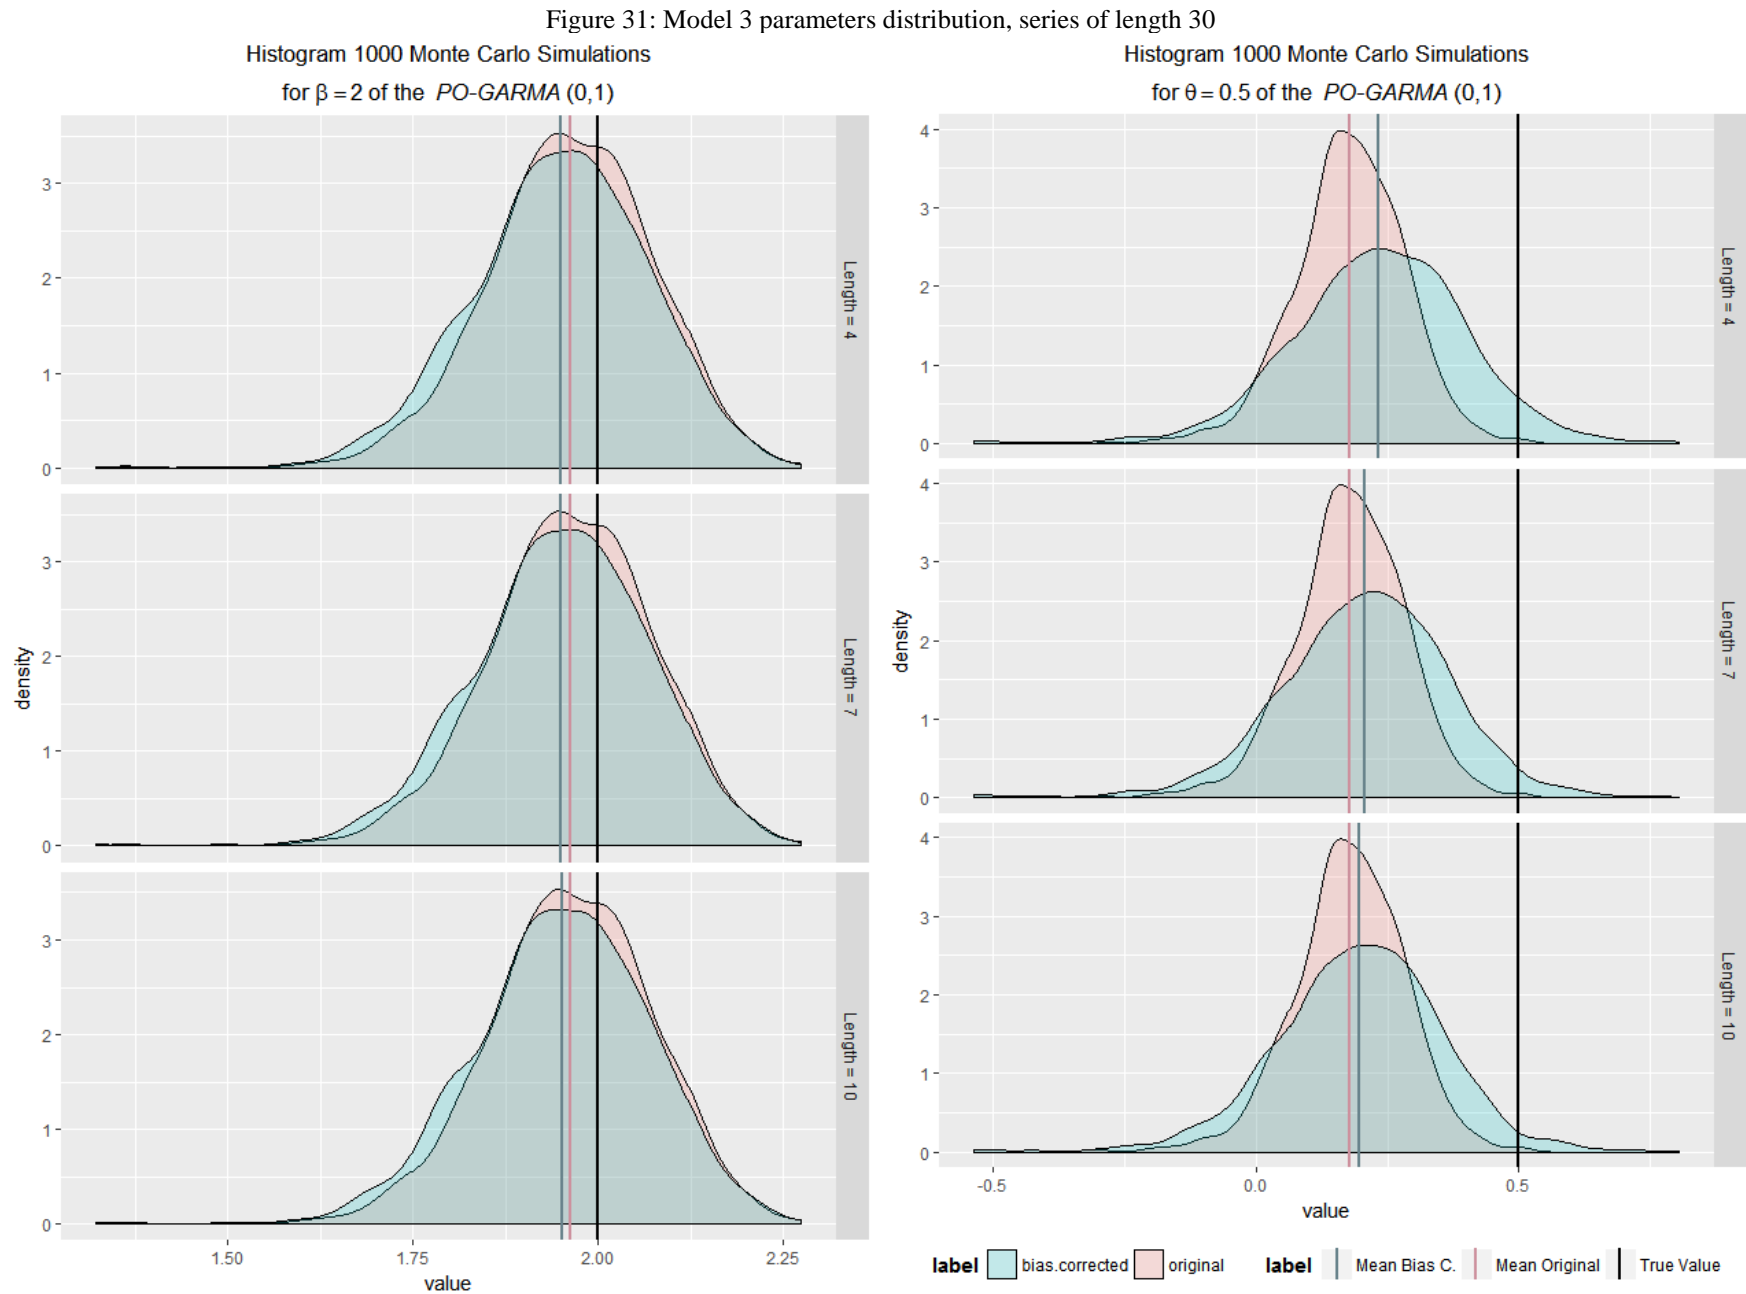 Figure 31: Model 3 parameters distribution, series of length 30
Histogram 1000 Monte Carlo Simulations
for β = 2 of the PO-GARMA (0,1)
density
3
2
1
0
Length = 4
3
2
1
0
Length = 7
3
2
1
0
Length = 10
1.50
1.75
2.00
2.25
value
Histogram 1000 Monte Carlo Simulations
for θ = 0.5 of the PO-GARMA (0,1)
density
4
3
2
1
0
Length = 4
4
3
2
1
0
Length = 7
4
3
2
1
0
Length = 10
-0.5
0.0
0.5
value
label bias.corrected original label Mean Bias C. Mean Original True Value